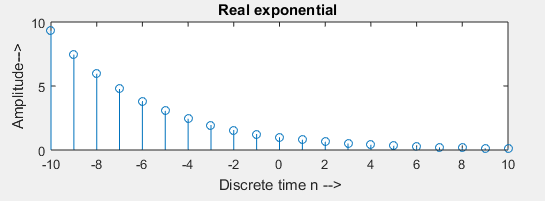 Real exponential
Amplitude-->
10
5
0
-10 -8 -6 -4 -2 0 2 4 6 8 10
Discrete time n -->